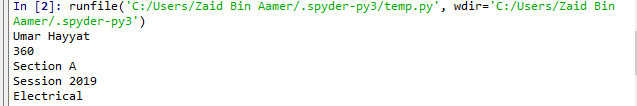 In [2]: runfile('C:/Users/Zaid Bin Aamer/.spyder-py3/temp.py', wdir='C:/Users/Zaid Bin
Aamer/.spyder-py3')
Umar Hayyat
360
Section A
Session 2019
Electrical